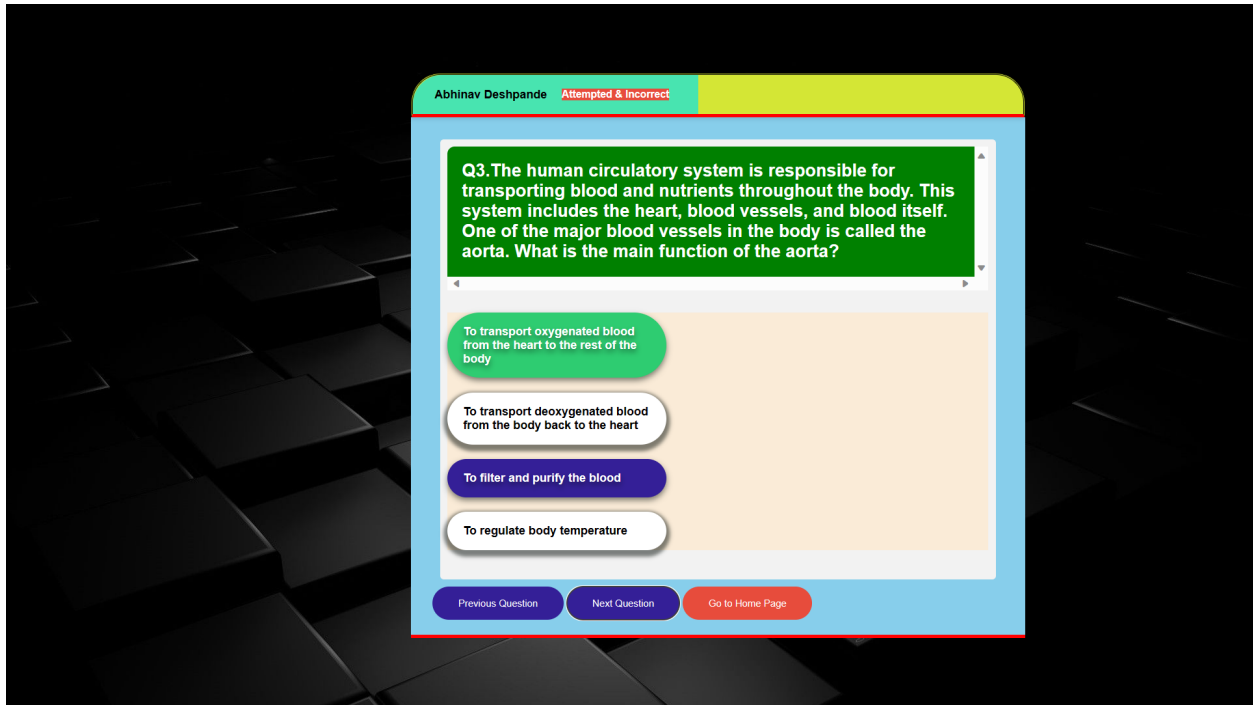 Abhinav Deshpande Attempted & Incorrect
Q3.The human circulatory system is responsible for
transporting blood and nutrients throughout the body. This
system includes the heart, blood vessels, and blood itself.
One of the major blood vessels in the body is called the
aorta. What is the main function of the aorta?
To transport oxygenated blood
from the heart to the rest of the
body
To transport deoxygenated blood
from the body back to the heart
To filter and purify the blood
To regulate body temperature
Previous Question Next Question Go to Home Page